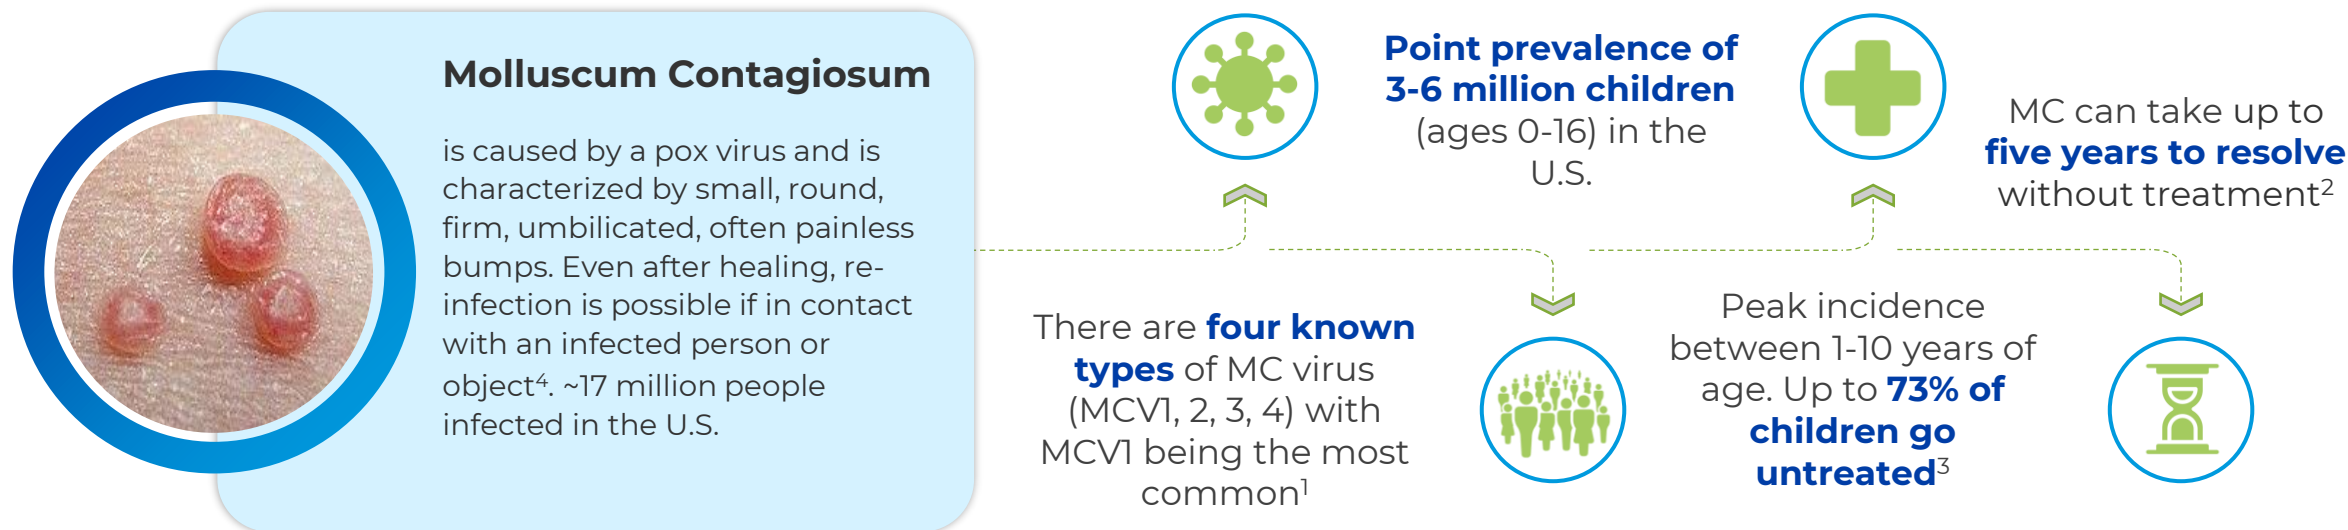 Molluscum Contagiosum
is caused by a pox virus and is
characterized by small, round,
firm, umbilicated, often painless
bumps. Even after healing, re-
infection is possible if in contact
with an infected person or
object⁴. ~17 million people
infected in the U.S.
There are four known
types of MC virus
(MCV1, 2, 3, 4) with
MCV1 being the most
common¹
Point prevalence of
3-6 million children
(ages 0-16) in the
U.S.
Peak incidence
between 1-10 years of
age. Up to 73% of
children go
untreated³
MC can take up to
five years to resolve
without treatment²